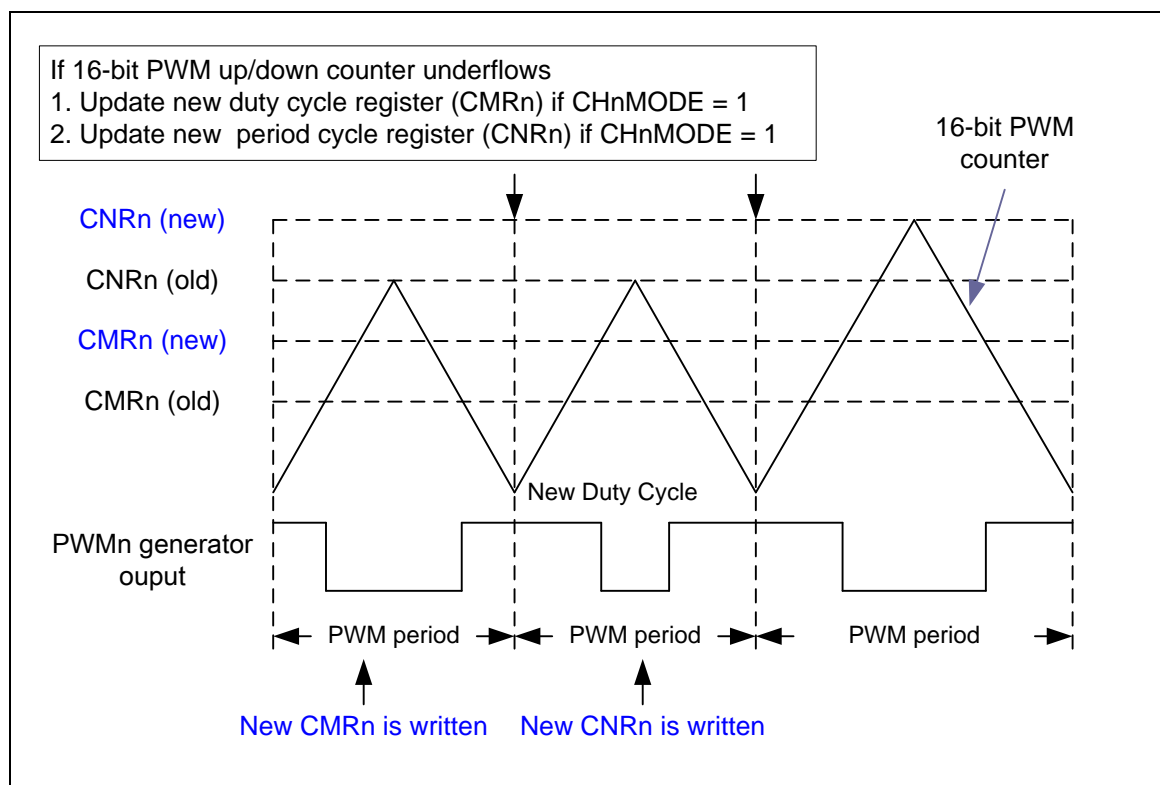 If 16-bit PWM up/down counter underflows
1. Update new duty cycle register (CMRn) if CHnMODE = 1
2. Update new  period cycle register (CNRn) if CHnMODE = 1
16-bit PWM
counter
CNRn (new)
CNRn (old)
CMRn (new)
CMRn (old)
New Duty Cycle
PWMn generator
ouput
PWM period
PWM period
PWM period
New CMRn is written
New CNRn is written